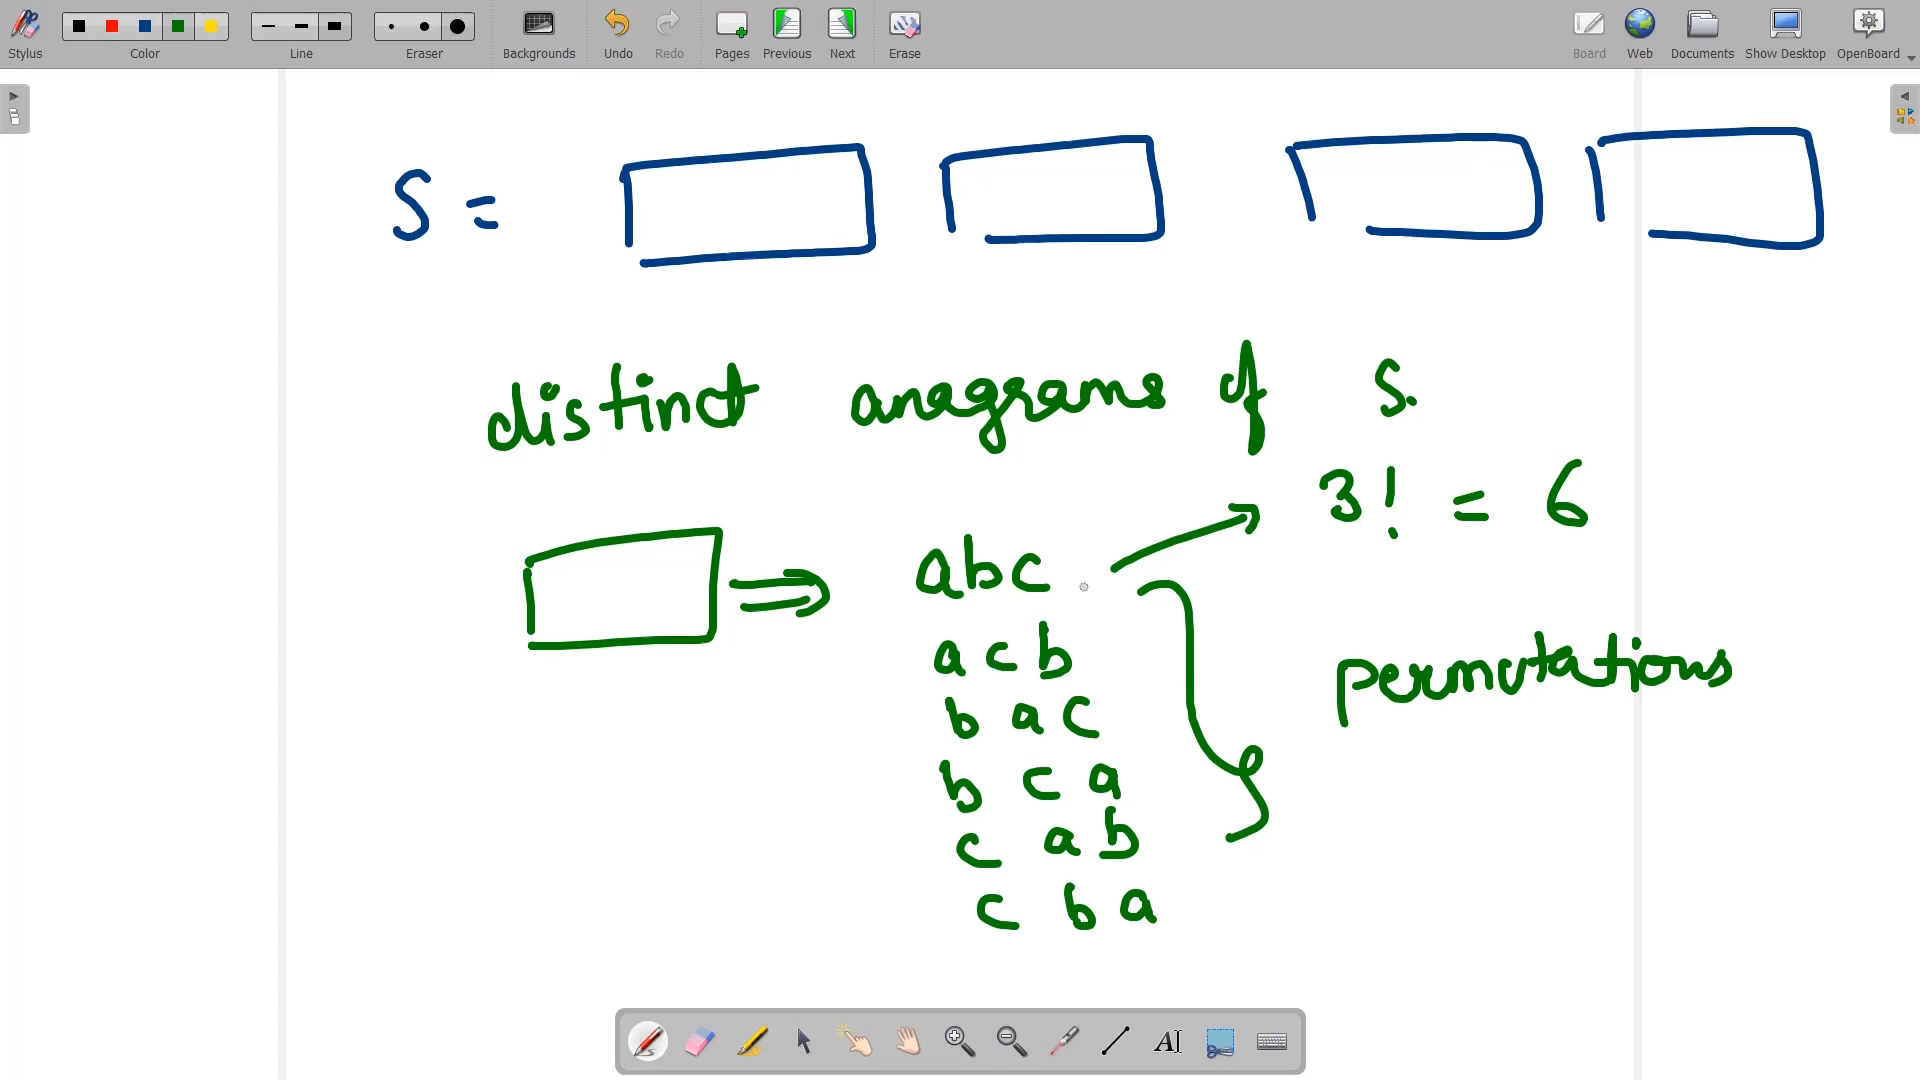 Stylus Color Line Eraser Backgrounds Undo Redo Pages Previous Next Erase Board Web Documents Show Desktop OpenBoard
S =
distinct anagrams of S.
3! = 6
abc
acb
permutations
bac
bca
cab
cba